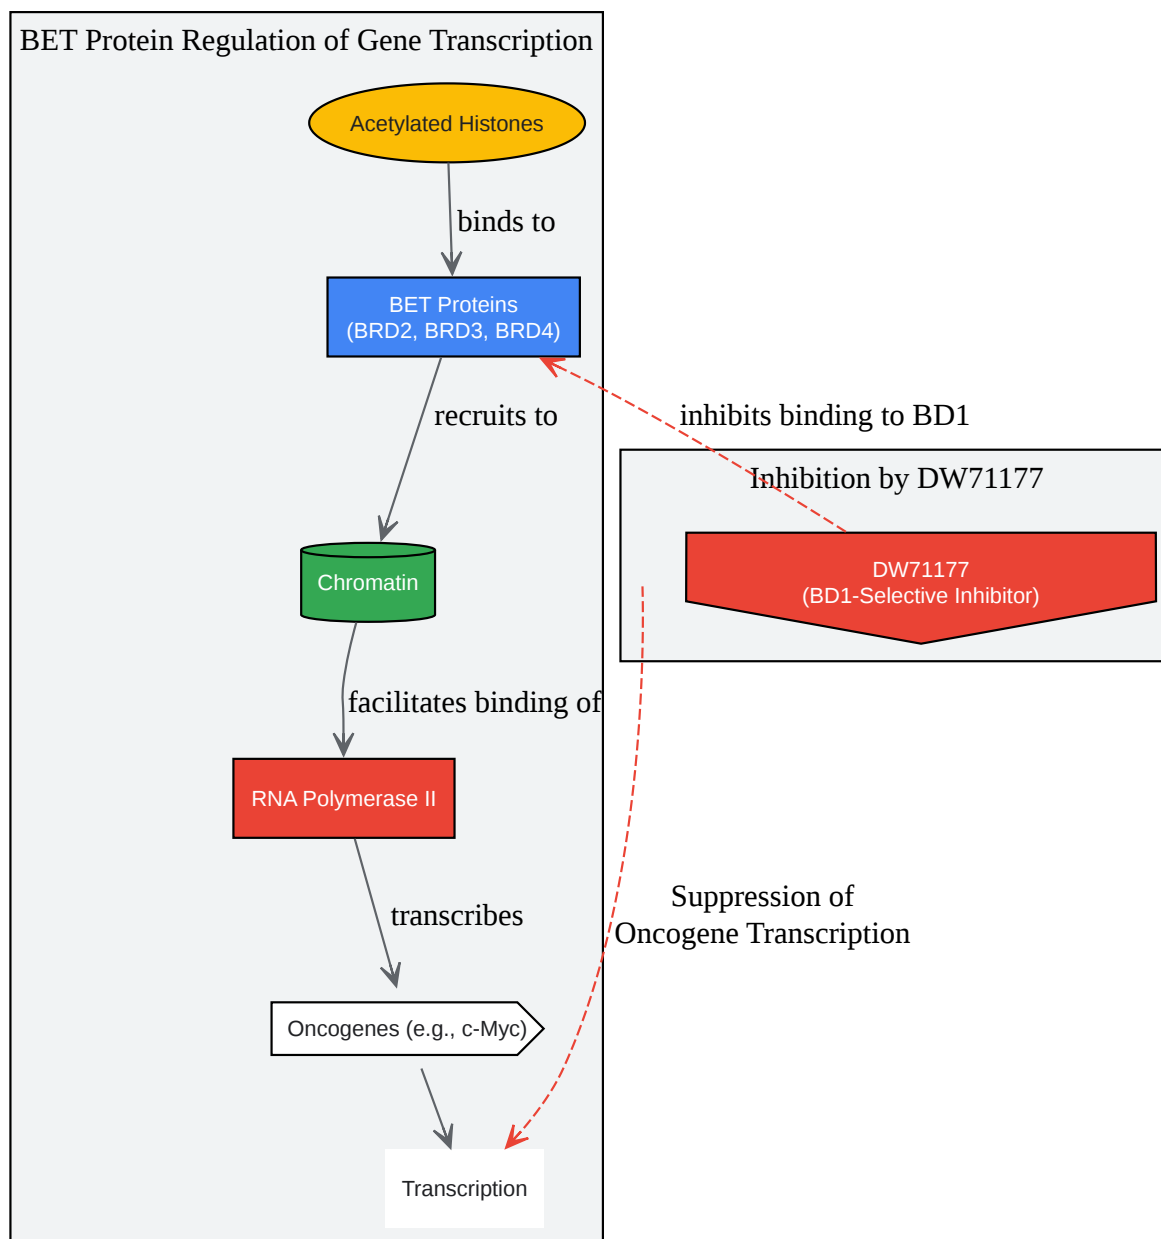 BET Protein Regulation of Gene Transcription
Acetylated Histones
binds to
BET Proteins
(BRD2, BRD3, BRD4)
recruits to
inhibits binding to BD1
Inhibition by DW71177
DW71177
(BD1-Selective Inhibitor)
Chromatin
facilitates binding of
RNA Polymerase II
transcribes
Suppression of
Oncogene Transcription
Oncogenes (e.g., c-Myc)
Transcription